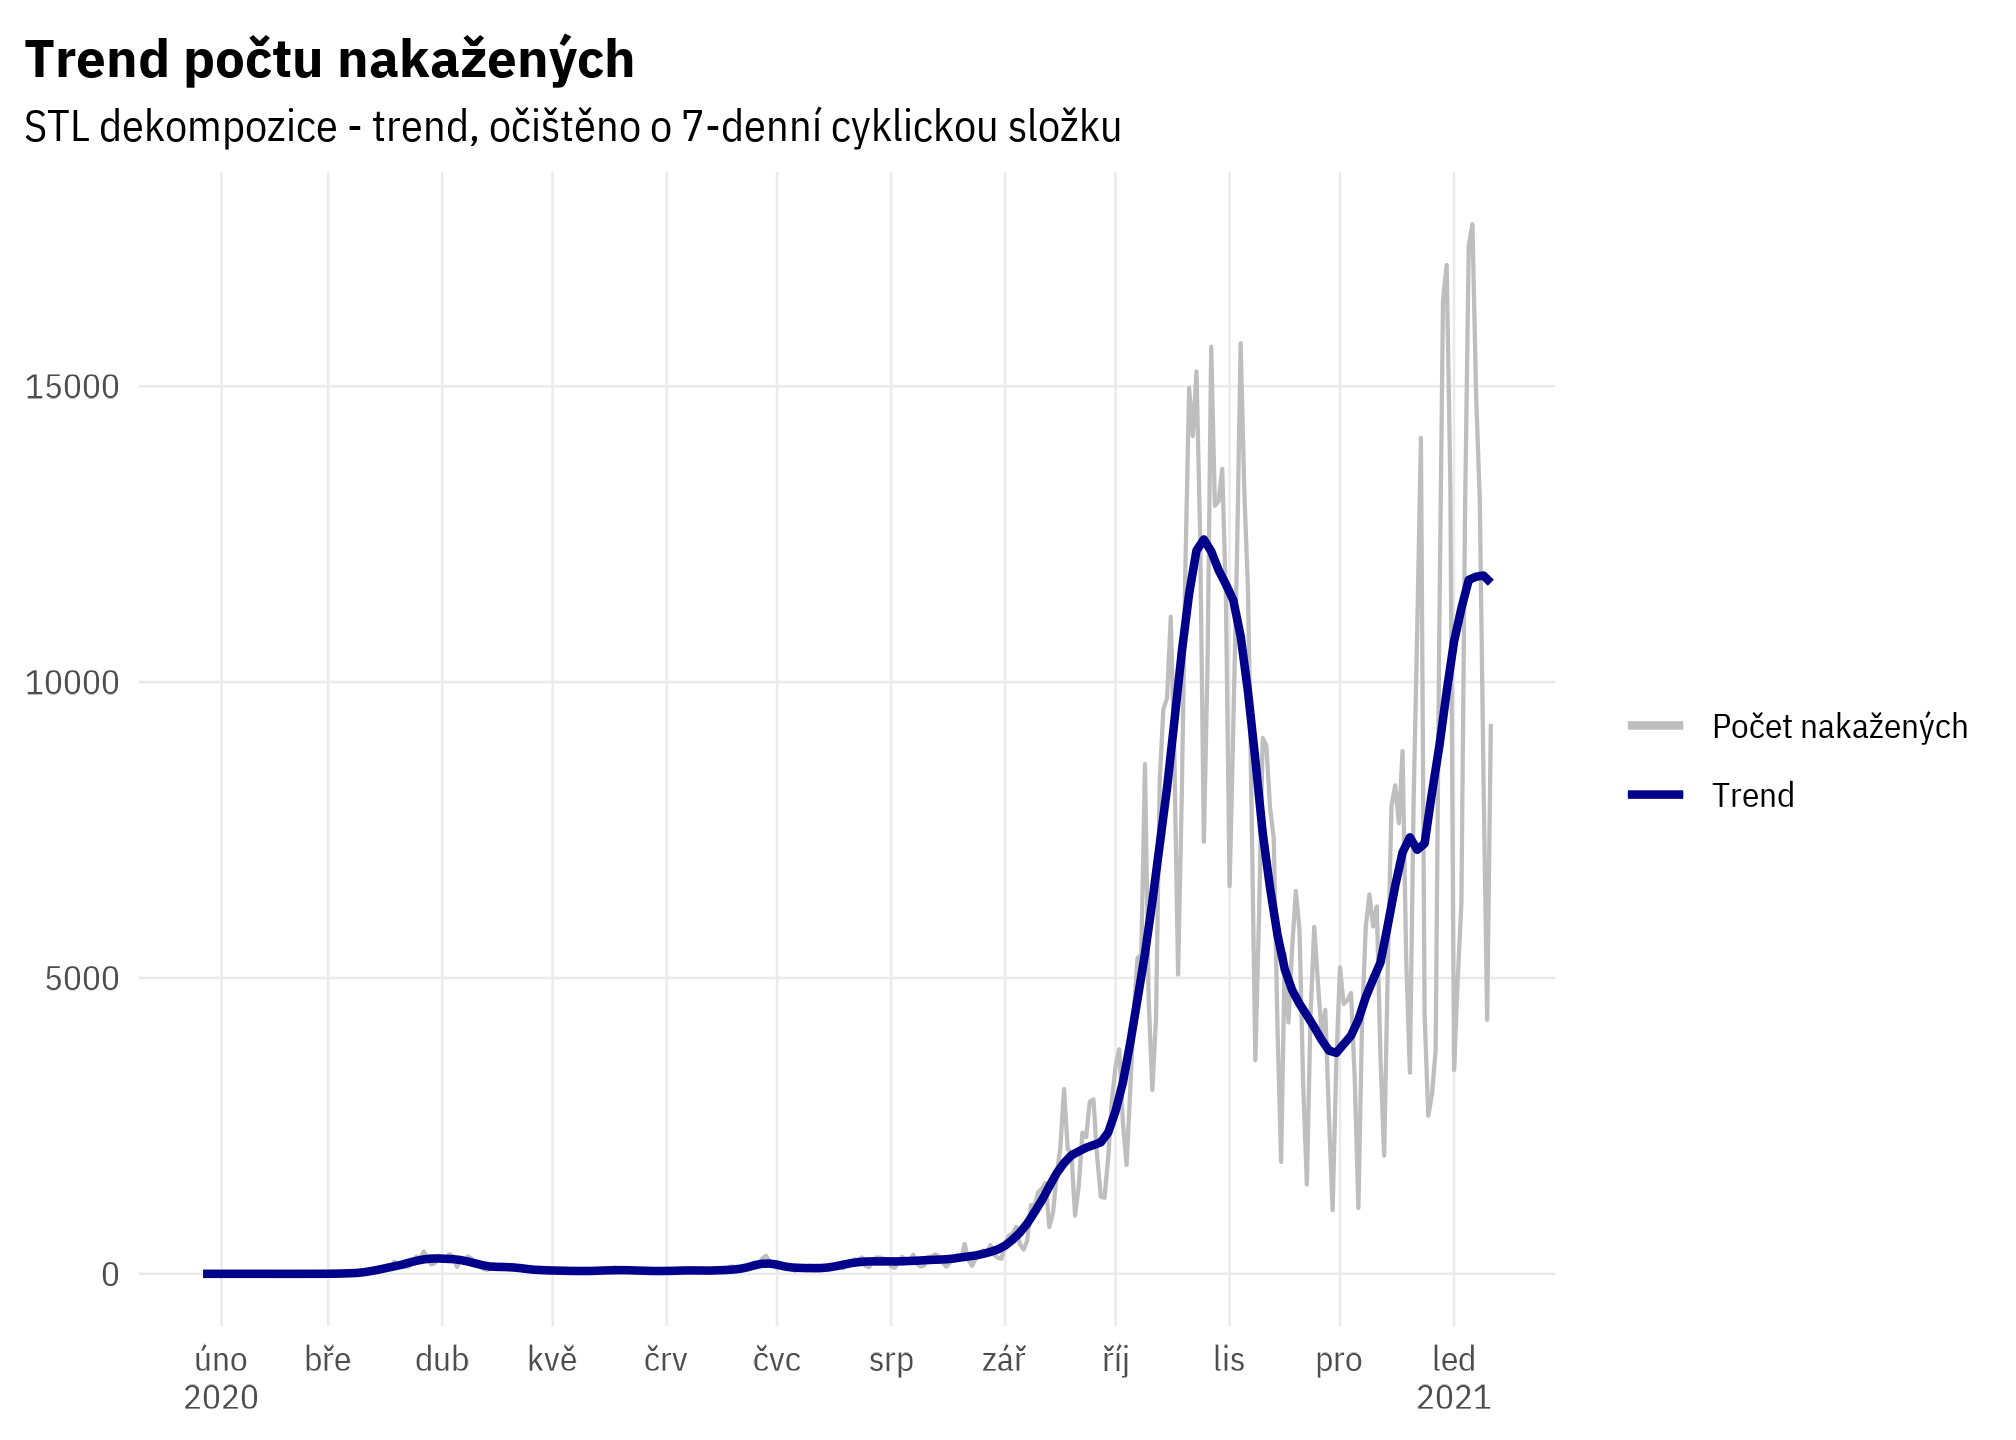 Trend počtu nakažených
STL dekompozice - trend, očištěno o 7-denní cyklickou složku
15000
10000
5000
0
úno bře dub kvě črv čvc srp zář říj lis pro led
2020 2021
Počet nakažených
Trend